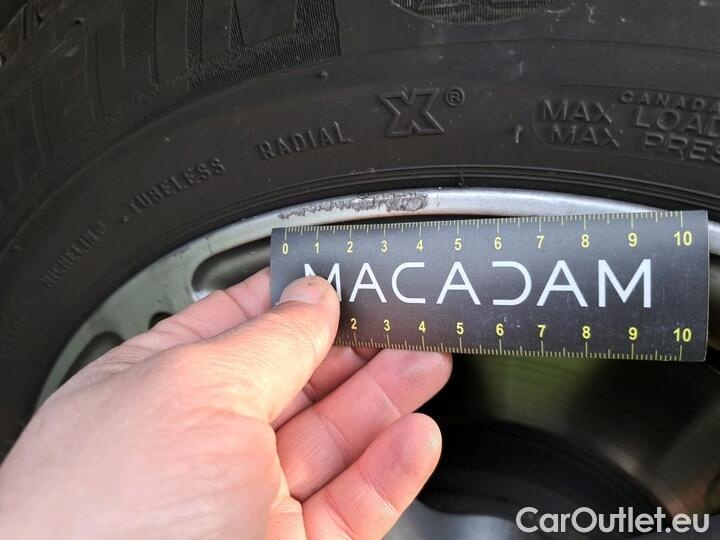 MICHELIN
TUBELESS
RADIAL
X®
CANADA
MAX LOAD
MAX PRES
0 1 2 3 4 5 6 7 8 9 10
MACADAM
2 3 4 5 6 7 8 9 10
CarOutlet.eu